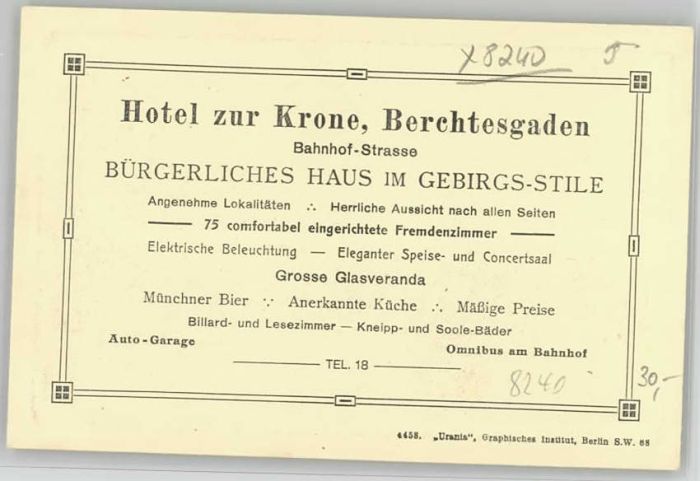 x8240 5
Hotel zur Krone, Berchtesgaden
Bahnhof-Strasse
BÜRGERLICHES HAUS IM GEBIRGS-STILE
Angenehme Lokalitäten ∴ Herrliche Aussicht nach allen Seiten
— 75 comfortabel eingerichtete Fremdenzimmer —
Elektrische Beleuchtung — Eleganter Speise- und Concertsaal
Grosse Glasveranda
Münchner Bier ∵ Anerkannte Küche ∴ Mäßige Preise
Billard- und Lesezimmer — Kneipp- und Soole-Bäder
Auto-Garage Omnibus am Bahnhof
— TEL. 18 —
8240 30,-
4458. „Urania", Graphisches Institut, Berlin S.W. 68